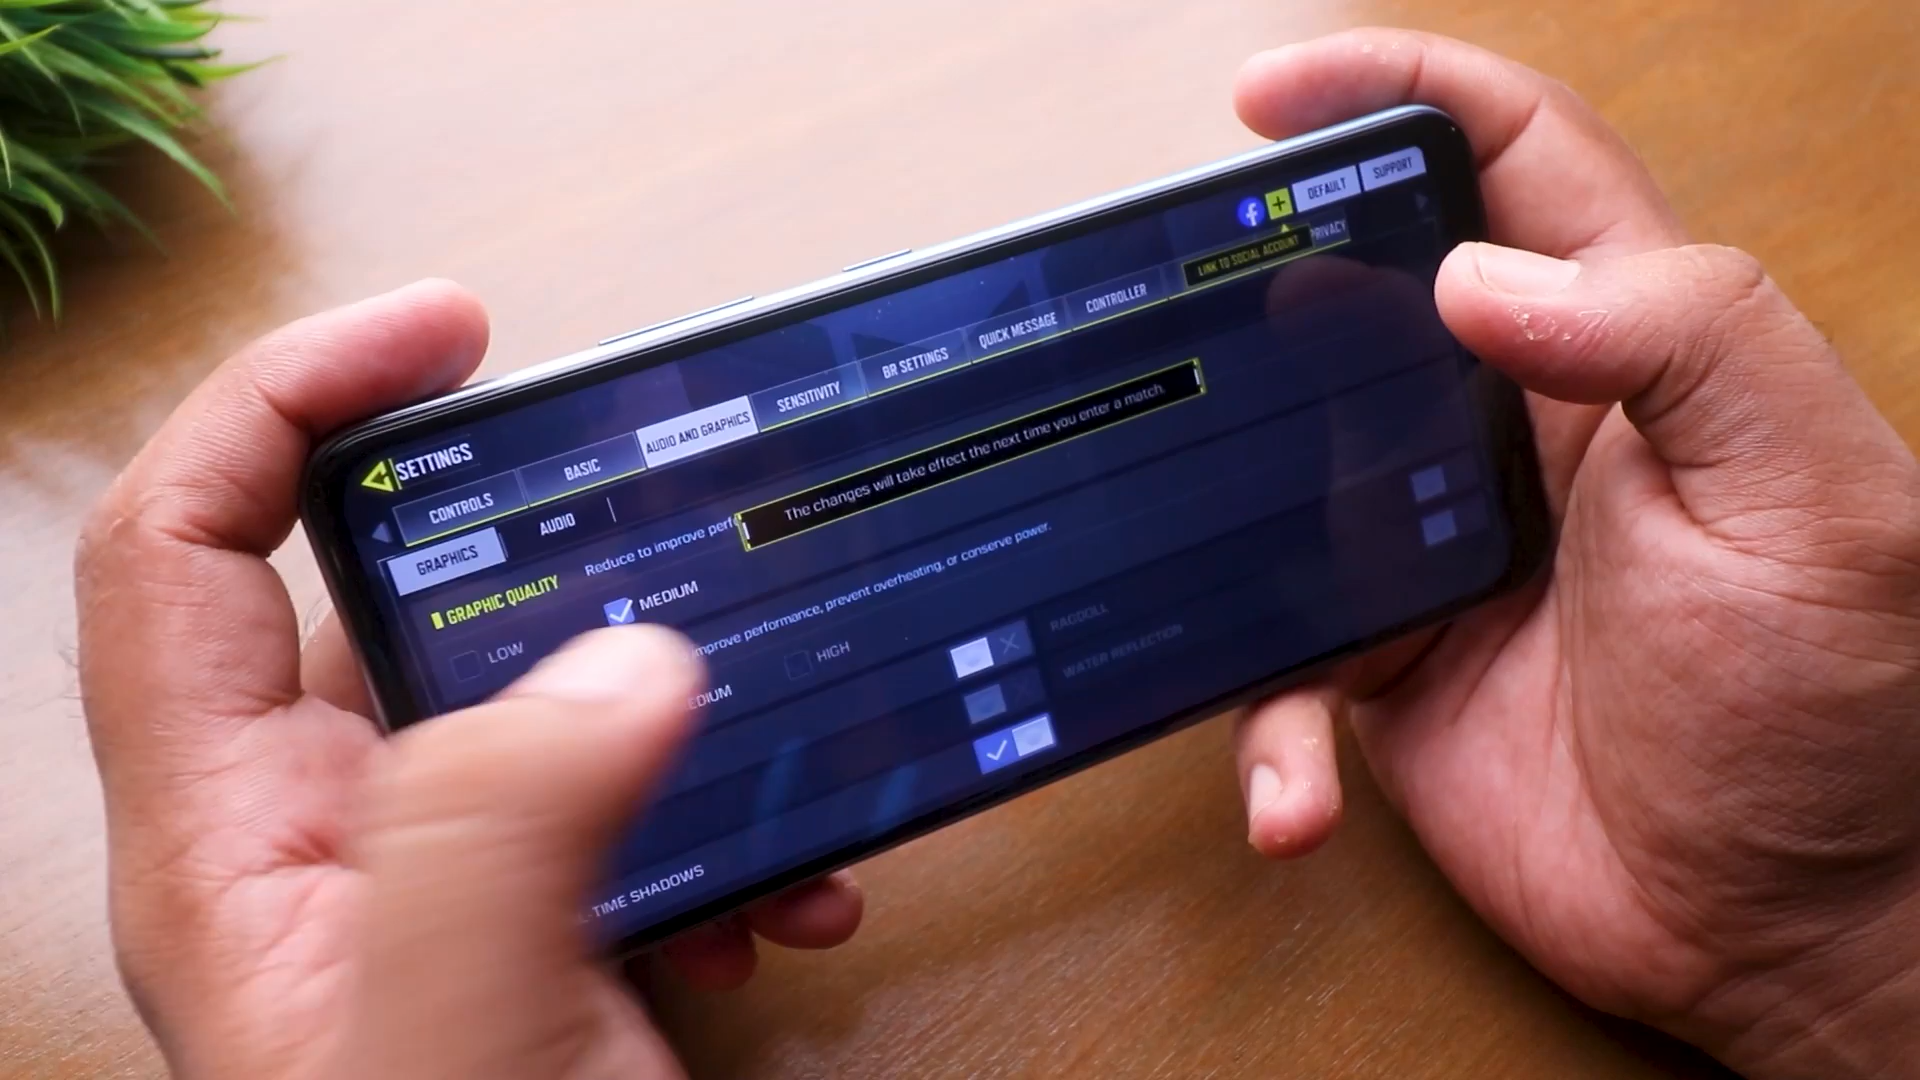 SETTINGS
DEFAULT
SUPPORT
LINK TO SOCIAL ACCOUNT
PRIVACY
CONTROLS
BASIC
AUDIO AND GRAPHICS
SENSITIVITY
BR SETTINGS
QUICK MESSAGE
CONTROLLER
GRAPHICS
AUDIO
The changes will take effect the next time you enter a match.
GRAPHIC QUALITY
Reduce to improve perf
LOW
MEDIUM
improve performance, prevent overheating, or conserve power.
EDIUM
HIGH
RAGDOLL
WATER REFLECTION
-TIME SHADOWS